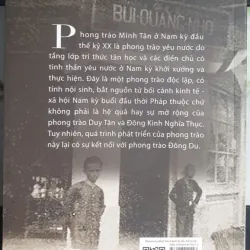 BÙI-QUANG-NHO
Phong trào Minh Tân ở Nam kỳ đầu
thế kỷ XX là phong trào yêu nước do
tầng lớp trí thức tân học và các điền chủ có
tinh thần yêu nước ở Nam kỳ khởi xướng và
thực hiện. Đây là một phong trào độc lập, có
tính nội sinh, bắt nguồn từ bối cảnh kinh tế -
xã hội Nam kỳ buổi đầu thời Pháp thuộc chứ
không phải là hệ quả hay sự mở rộng của
phong trào Duy Tân và Đông Kinh Nghĩa Thục.
Tuy nhiên, quá trình phát triển của phong trào
này lại có sự kết nối với phong trào Đông Du.